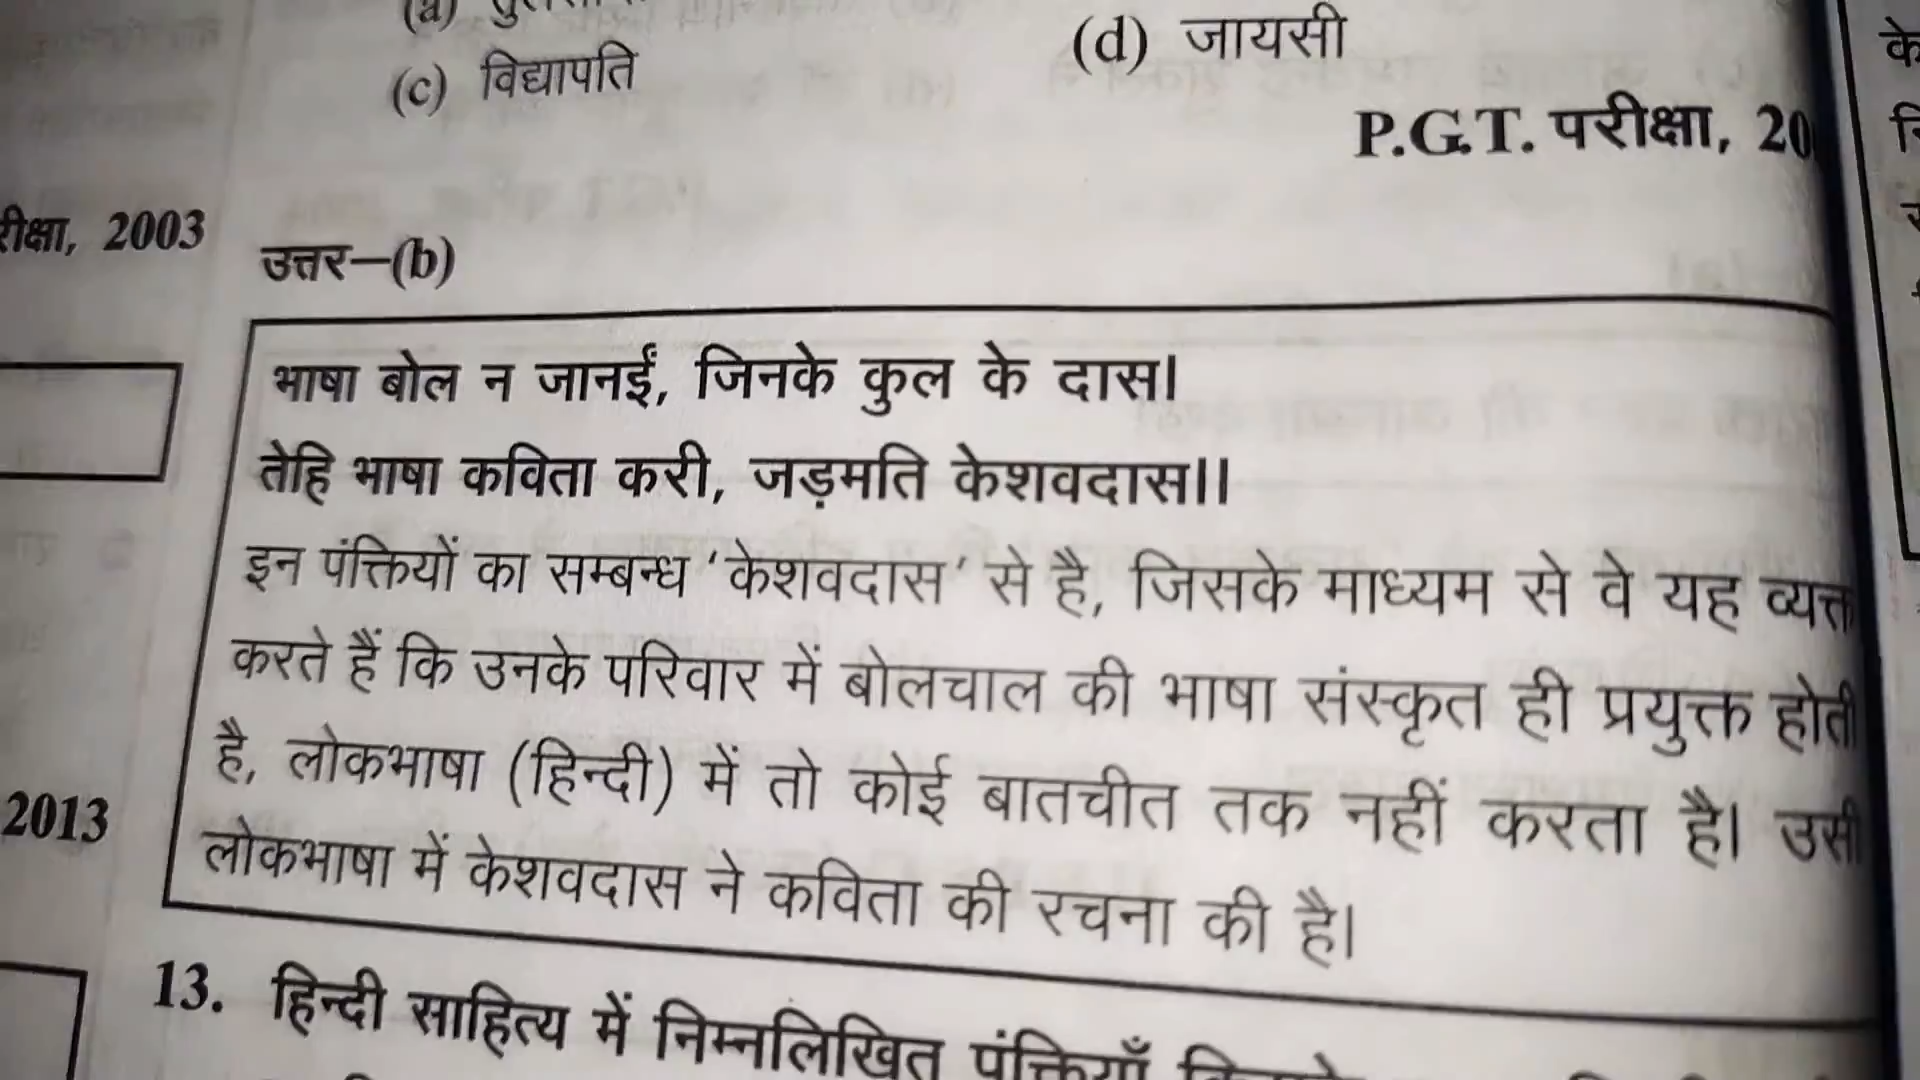 (a)
(c) विद्यापति
(d) जायसी
P.G.T. परीक्षा, 20
2003
उत्तर–(b)
भाषा बोल न जानईं, जिनके कुल के दास।
तेहि भाषा कविता करी, जड़मति केशवदास।।
इन पंक्तियों का सम्बन्ध 'केशवदास' से है, जिसके माध्यम से वे यह व्यक्त
करते हैं कि उनके परिवार में बोलचाल की भाषा संस्कृत ही प्रयुक्त होती
है, लोकभाषा (हिन्दी) में तो कोई बातचीत तक नहीं करता है। उसी
लोकभाषा में केशवदास ने कविता की रचना की है।
2013
13. हिन्दी साहित्य में निम्नलिखित पंक्तियाँ